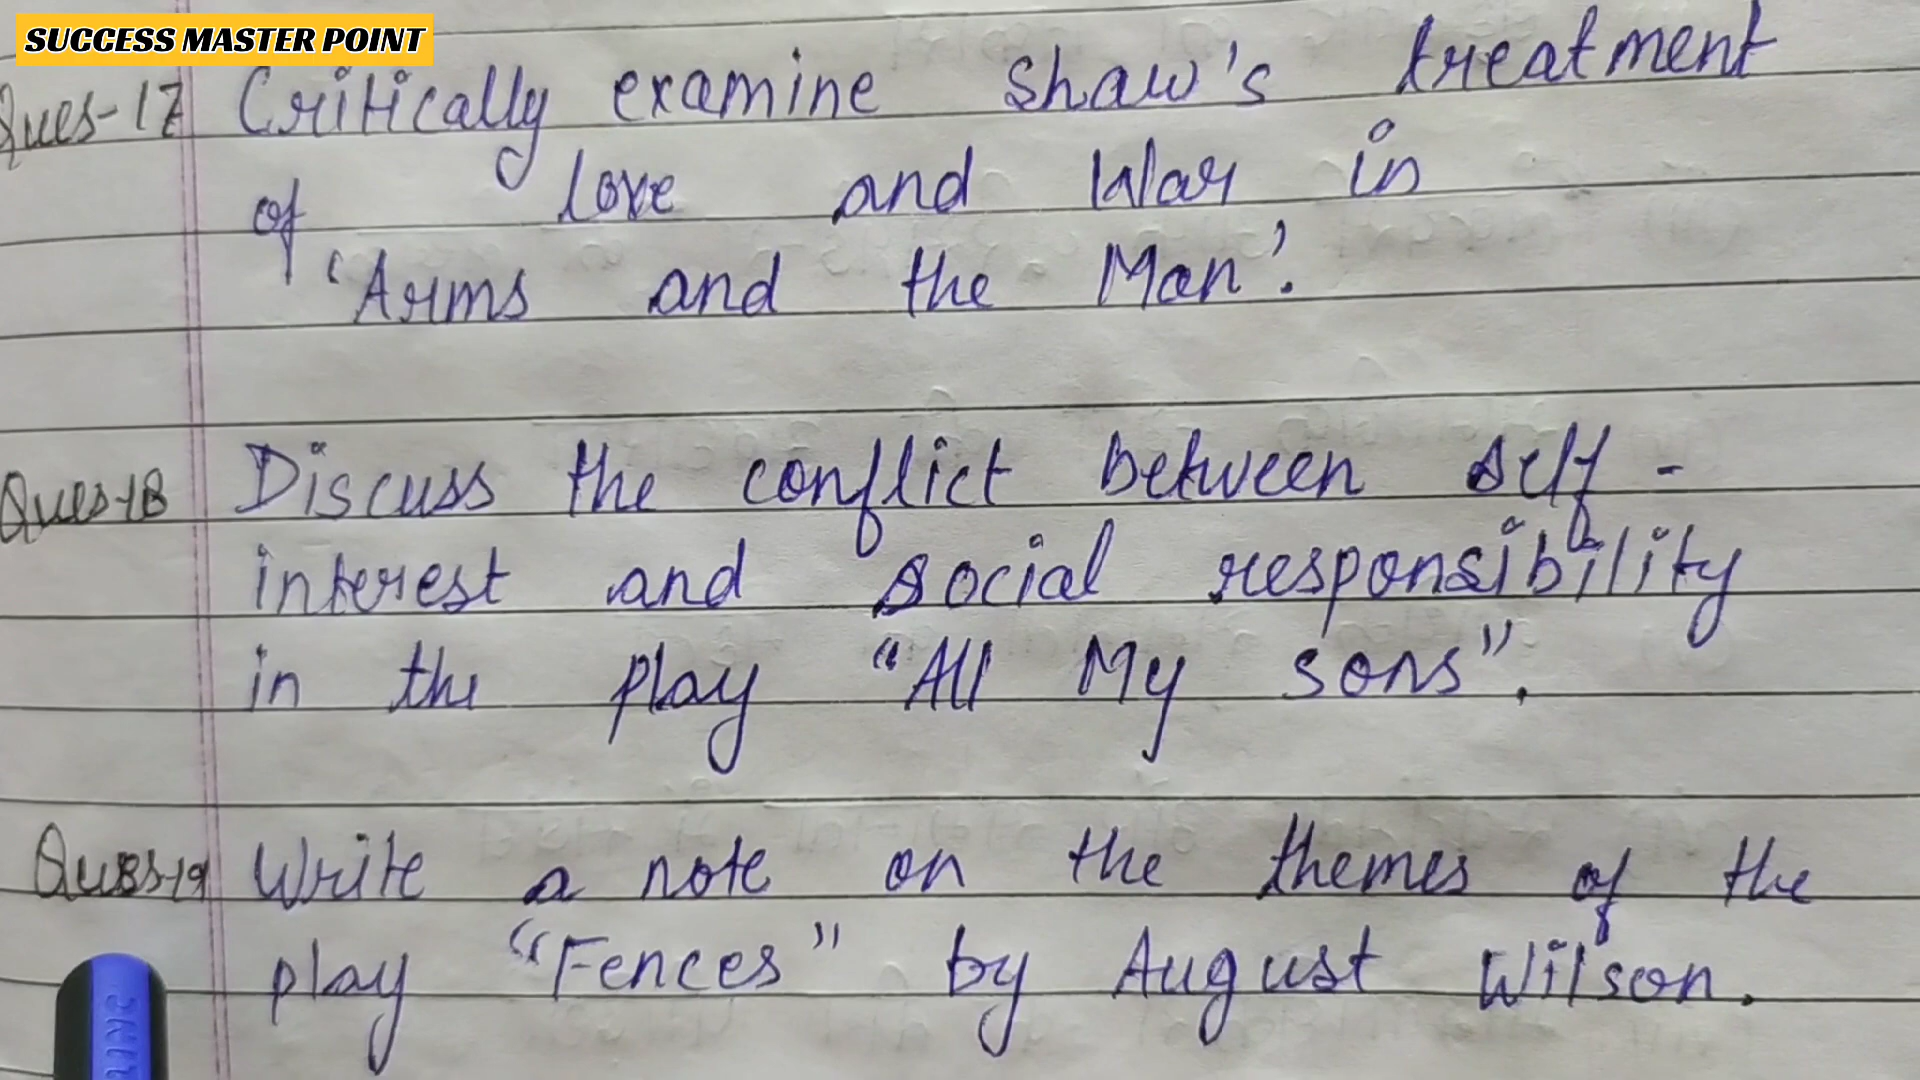 SUCCESS MASTER POINT
Ques-17 Critically examine Shaw's treatment
of love and War in
'Arms and the Man'.
Ques-18 Discuss the conflict between self-
interest and social responsibility
in the play "All My sons".
Ques-19 Write a note on the themes of the
play "Fences" by August Wilson.